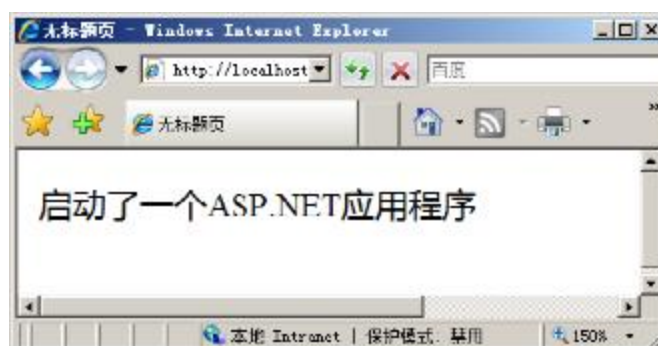 无标题页 - Windows Internet Explorer
http://localhost
百度
无标题页
启动了一个ASP.NET应用程序
本地 Intranet | 保护模式: 禁用
150%